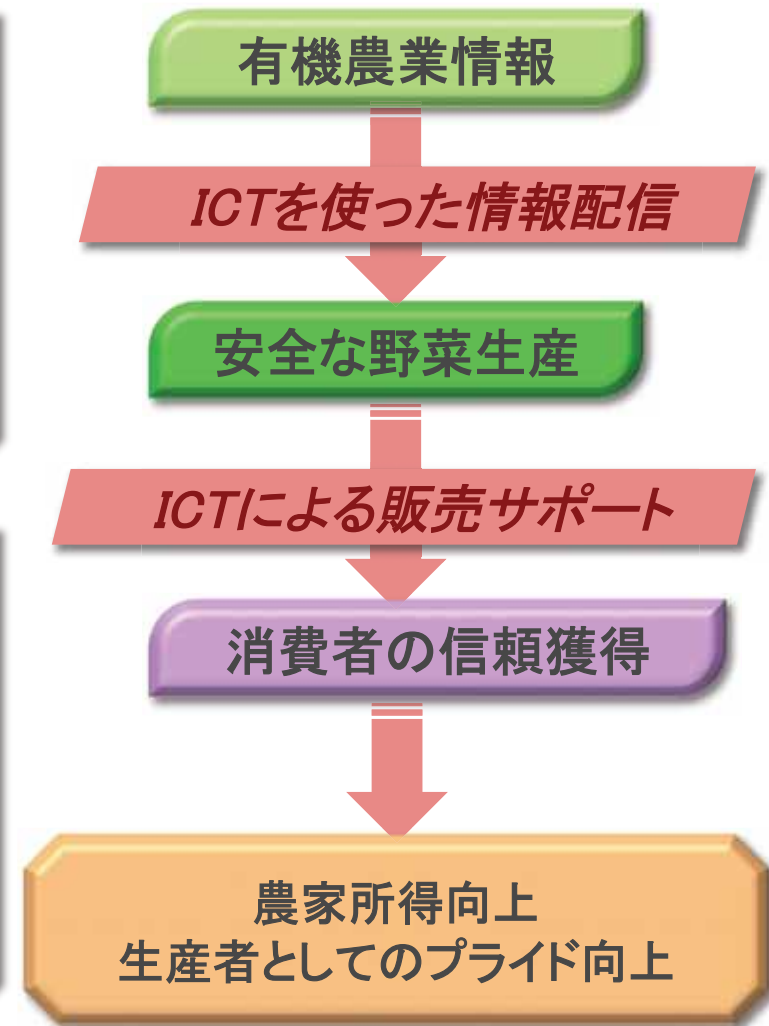 有機農業情報
ICTを使った情報配信
安全な野菜生産
ICTによる販売サポート
消費者の信頼獲得
農家所得向上
生産者としてのプライド向上